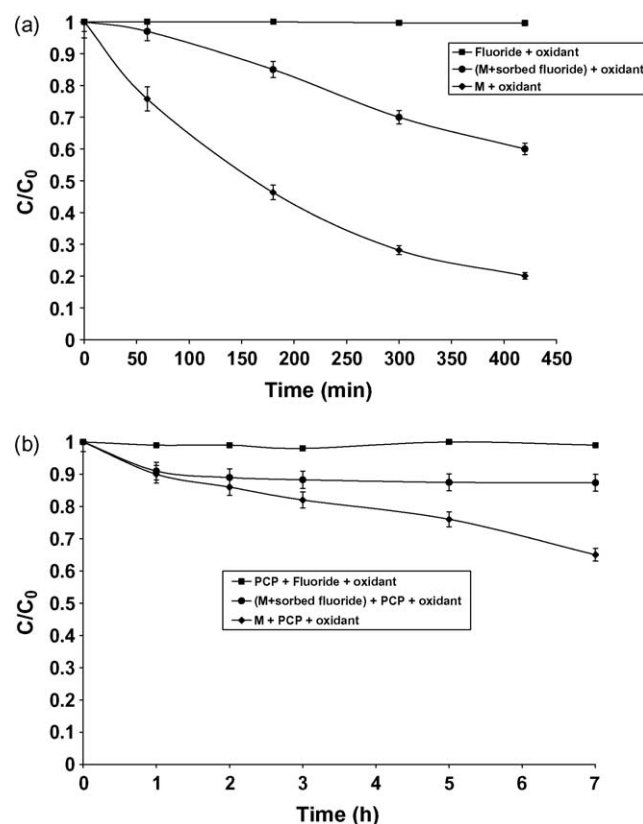 (a)
1
0.9
0.8
0.7
0.6
0.5
0.4
0.3
0.2
0.1
0
C/C0
Fluoride + oxidant
(M+sorbed fluoride) + oxidant
M + oxidant
0 50 100 150 200 250 300 350 400 450
Time (min)
(b)
1
0.9
0.8
0.7
0.6
0.5
0.4
0.3
0.2
0.1
0
C/C0
PCP + Fluoride + oxidant
(M+sorbed fluoride) + PCP + oxidant
M + PCP + oxidant
0 1 2 3 4 5 6 7
Time (h)